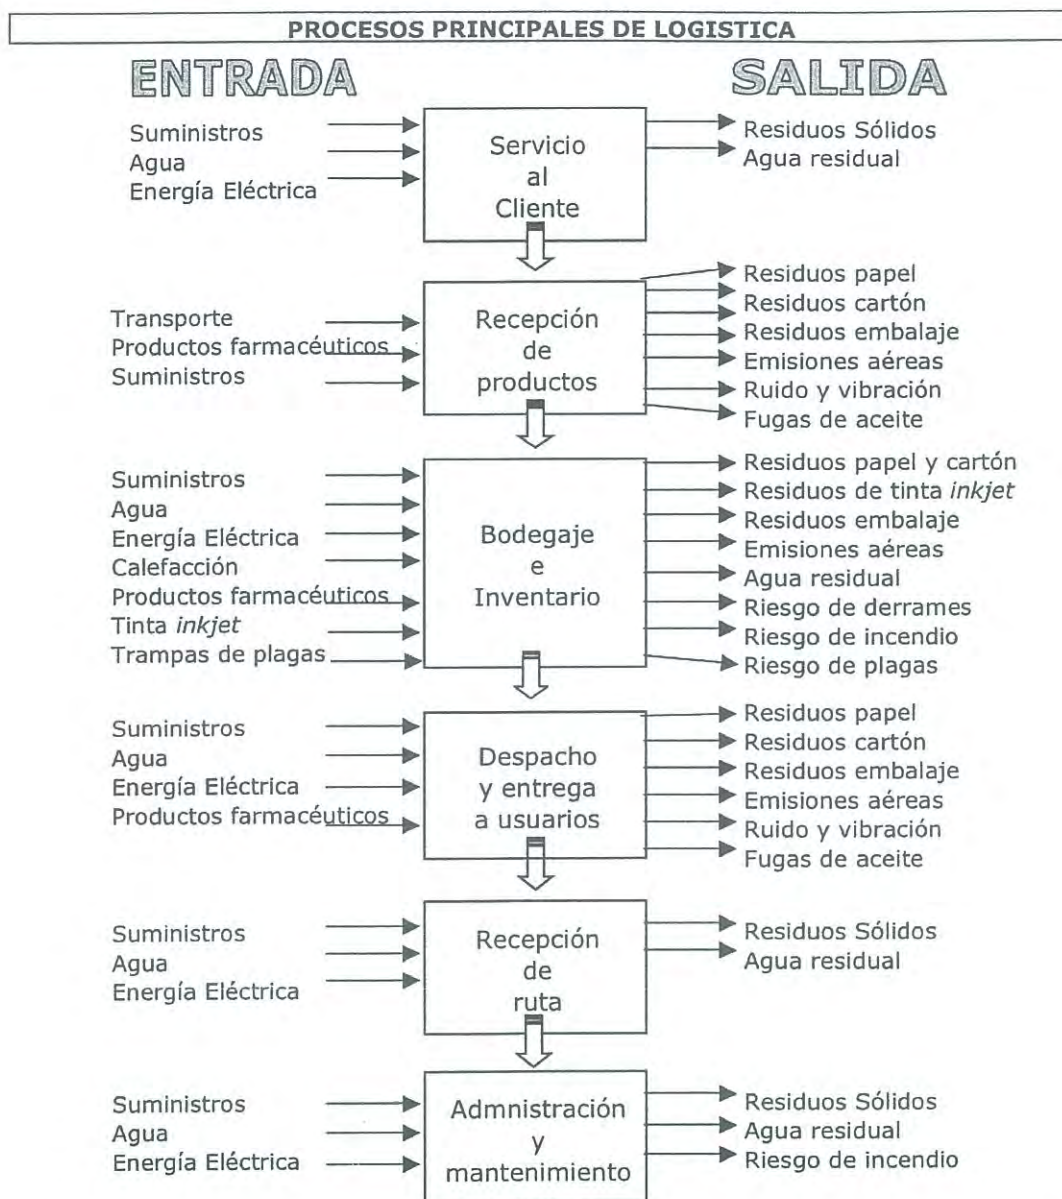 PROCESOS PRINCIPALES DE LOGISTICA
ENTRADA
SALIDA
Suministros
Agua
Energía Eléctrica
Servicio
al
Cliente
Residuos Sólidos
Agua residual
Transporte
Productos farmacéuticos
Suministros
Recepción
de
productos
Residuos papel
Residuos cartón
Residuos embalaje
Emisiones aéreas
Ruido y vibración
Fugas de aceite
Suministros
Agua
Energía Eléctrica
Calefacción
Productos farmacéuticos
Tinta inkjet
Trampas de plagas
Bodegaje
e
Inventario
Residuos papel y cartón
Residuos de tinta inkjet
Residuos embalaje
Emisiones aéreas
Agua residual
Riesgo de derrames
Riesgo de incendio
Riesgo de plagas
Suministros
Agua
Energía Eléctrica
Productos farmacéuticos
Despacho
y entrega
a usuarios
Residuos papel
Residuos cartón
Residuos embalaje
Emisiones aéreas
Ruido y vibración
Fugas de aceite
Suministros
Agua
Energía Eléctrica
Recepción
de
ruta
Residuos Sólidos
Agua residual
Suministros
Agua
Energía Eléctrica
Admnistración
y
mantenimiento
Residuos Sólidos
Agua residual
Riesgo de incendio